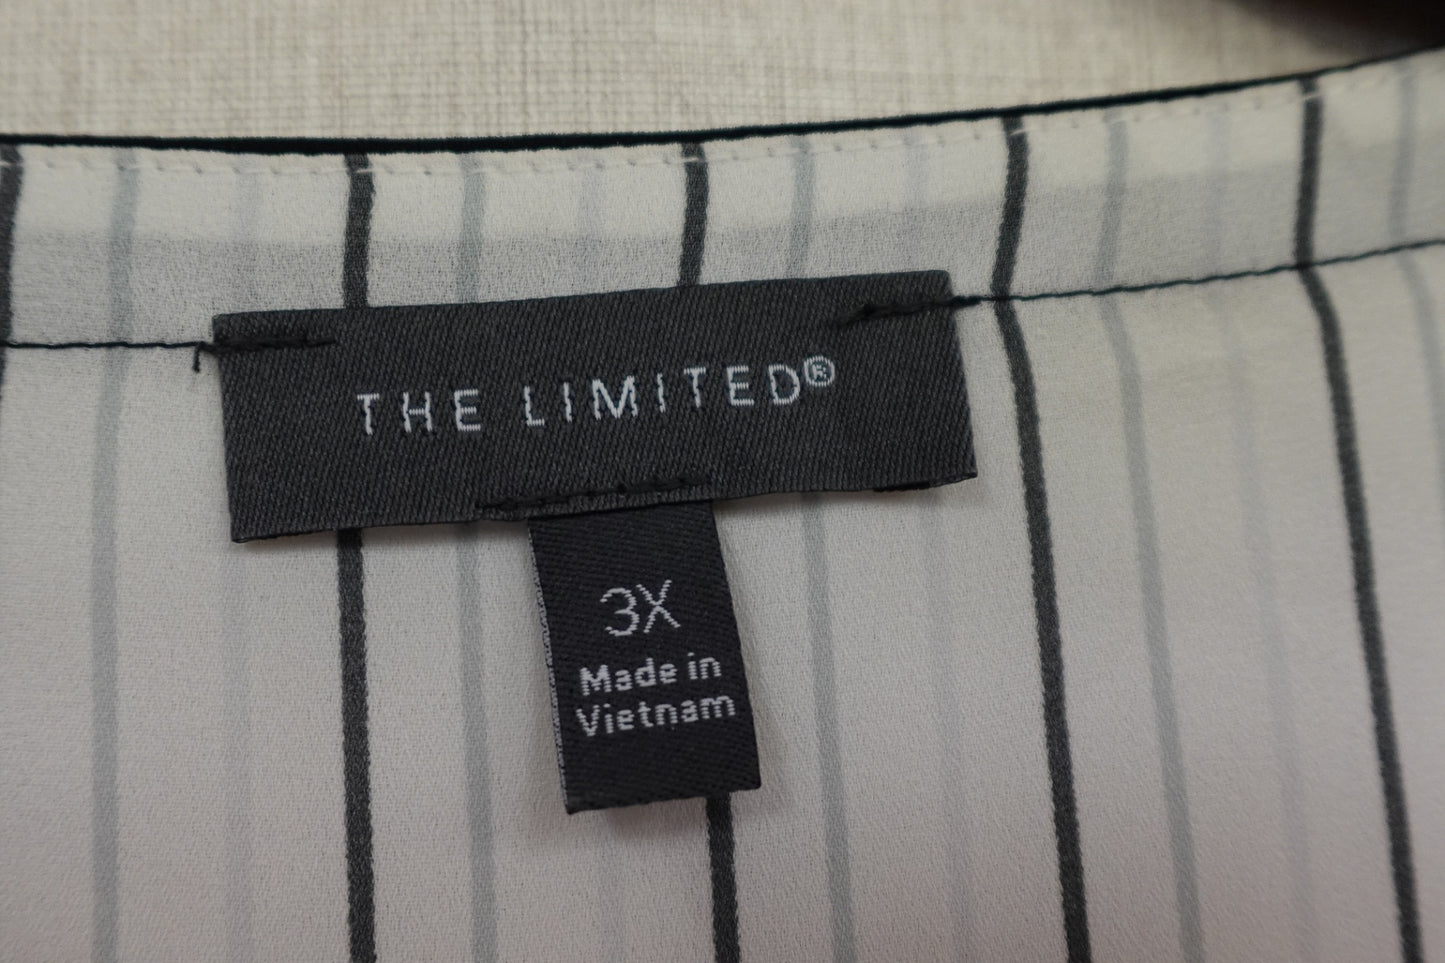 THE LIMITED®
3X
Made in
Vietnam